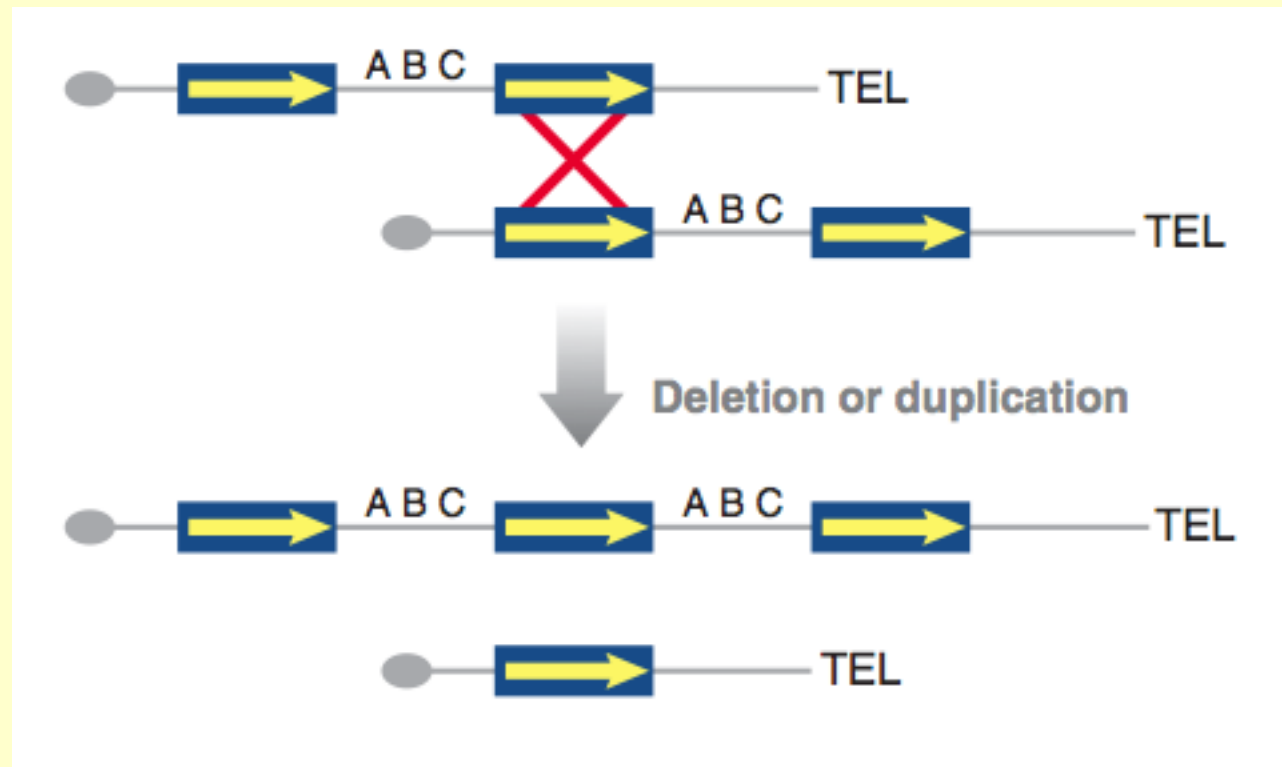 A B C
TEL
A B C
TEL
Deletion or duplication
A B C A B C
TEL
TEL